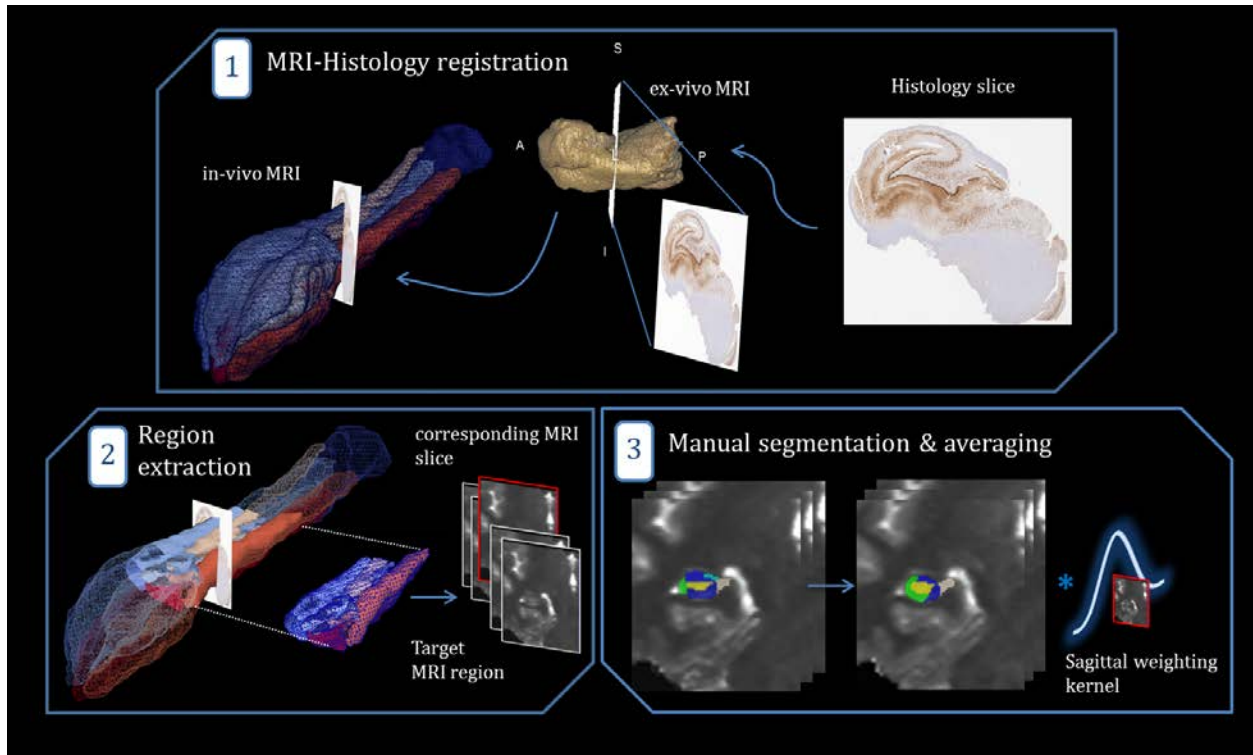 1
MRI-Histology registration
S
ex-vivo MRI
Histology slice
A
P
in-vivo MRI
I
2
Region
extraction
corresponding MRI
slice
Target
MRI region
3
Manual segmentation & averaging
*
Sagittal weighting
kernel